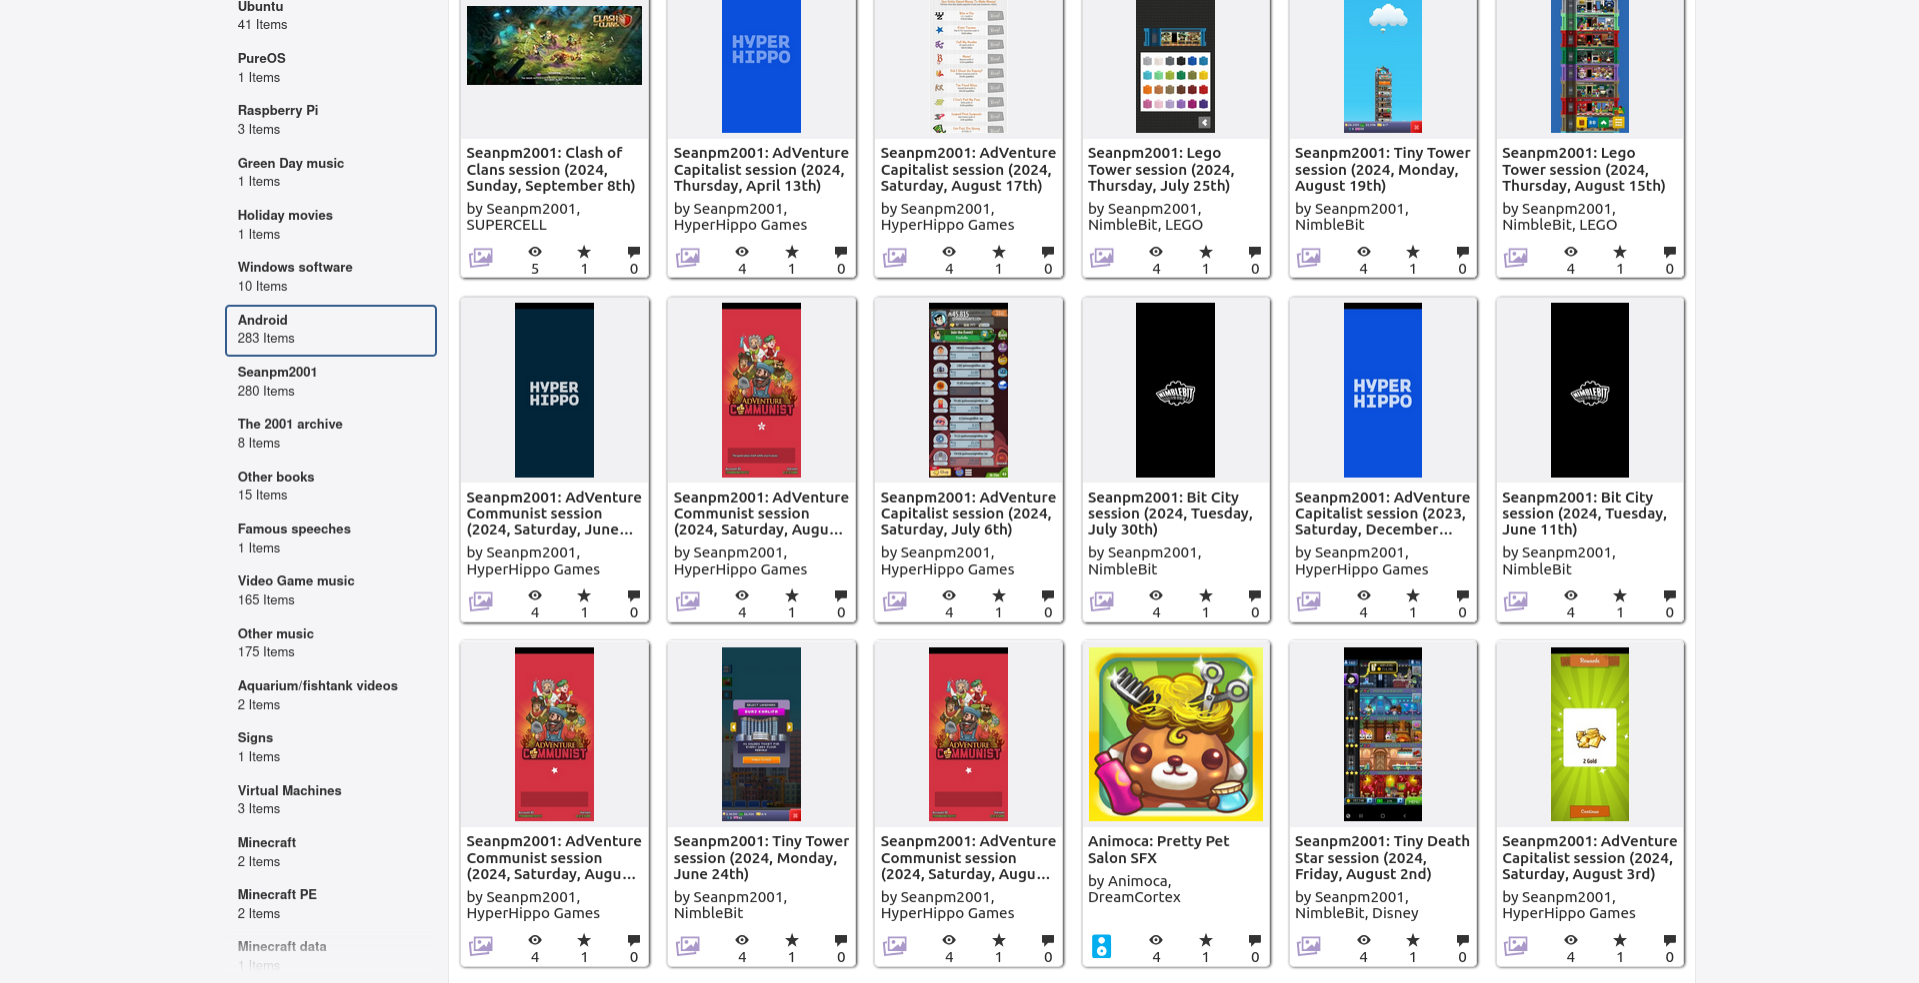 Ubuntu
41 Items
PureOS
1 Items
Raspberry Pi
3 Items
Green Day music
1 Items
Holiday movies
1 Items
Windows software
10 Items
Android
283 Items
Seanpm2001
280 Items
The 2001 archive
8 Items
Other books
15 Items
Famous speeches
1 Items
Video Game music
165 Items
Other music
175 Items
Aquarium/fishtank videos
2 Items
Signs
1 Items
Virtual Machines
3 Items
Minecraft
2 Items
Minecraft PE
2 Items
Minecraft data
1 Items
CLASH OF
CLANS
Seanpm2001: Clash of
Clans session (2024,
Sunday, September 8th)
by Seanpm2001,
SUPERCELL
5 1 0
HYPER
HIPPO
Seanpm2001: AdVenture
Capitalist session (2024,
Thursday, April 13th)
by Seanpm2001,
HyperHippo Games
4 1 0
Seanpm2001: AdVenture
Capitalist session (2024,
Saturday, August 17th)
by Seanpm2001,
HyperHippo Games
4 1 0
Seanpm2001: Lego
Tower session (2024,
Thursday, July 25th)
by Seanpm2001,
NimbleBit, LEGO
4 1 0
Seanpm2001: Tiny Tower
session (2024, Monday,
August 19th)
by Seanpm2001,
NimbleBit
4 1 0
Seanpm2001: Lego
Tower session (2024,
Thursday, August 15th)
by Seanpm2001,
NimbleBit, LEGO
4 1 0
HYPER
HIPPO
Seanpm2001: AdVenture
Communist session
(2024, Saturday, June...
by Seanpm2001,
HyperHippo Games
4 1 0
ADVENTURE
COMMUNIST
Seanpm2001: AdVenture
Communist session
(2024, Saturday, Augu...
by Seanpm2001,
HyperHippo Games
4 1 0
Seanpm2001: AdVenture
Capitalist session (2024,
Saturday, July 6th)
by Seanpm2001,
HyperHippo Games
4 1 0
NIMBLEBIT
Seanpm2001: Bit City
session (2024, Tuesday,
July 30th)
by Seanpm2001,
NimbleBit
4 1 0
HYPER
HIPPO
Seanpm2001: AdVenture
Capitalist session (2023,
Saturday, December...
by Seanpm2001,
HyperHippo Games
4 1 0
NIMBLEBIT
Seanpm2001: Bit City
session (2024, Tuesday,
June 11th)
by Seanpm2001,
NimbleBit
4 1 0
ADVENTURE
COMMUNIST
Seanpm2001: AdVenture
Communist session
(2024, Saturday, Augu...
by Seanpm2001,
HyperHippo Games
4 1 0
Seanpm2001: Tiny Tower
session (2024, Monday,
June 24th)
by Seanpm2001,
NimbleBit
4 1 0
ADVENTURE
COMMUNIST
Seanpm2001: AdVenture
Communist session
(2024, Saturday, Augu...
by Seanpm2001,
HyperHippo Games
4 1 0
Animoca: Pretty Pet
Salon SFX
by Animoca,
DreamCortex
4 1 0
Seanpm2001: Tiny Death
Star session (2024,
Friday, August 2nd)
by Seanpm2001,
NimbleBit, Disney
4 1 0
Rewards
2 Gold
Continue
Seanpm2001: AdVenture
Capitalist session (2024,
Saturday, August 3rd)
by Seanpm2001,
HyperHippo Games
4 1 0